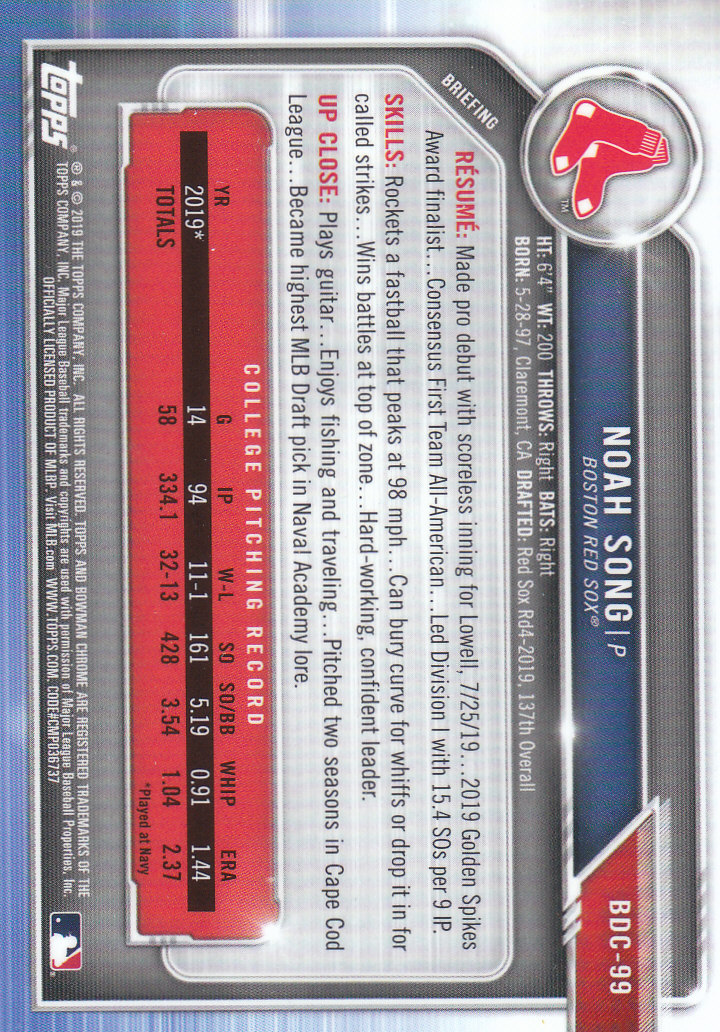 BDC-99
NOAH SONG | P
BOSTON RED SOX®
HT: 6'4" WT: 200 THROWS: Right BATS: Right
BORN: 5-28-97, Claremont, CA DRAFTED: Red Sox Rd4-2019, 137th Overall
TM
BRIEFING
RÉSUMÉ: Made pro debut with scoreless inning for Lowell, 7/25/19...2019 Golden Spikes
Award finalist...Consensus First Team All-American...Led Division I with 15.4 SOs per 9 IP.
SKILLS: Rockets a fastball that peaks at 98 mph...Can bury curve for whiffs or drop it in for
called strikes...Wins battles at top of zone...Hard-working, confident leader.
UP CLOSE: Plays guitar...Enjoys fishing and traveling...Pitched two seasons in Cape Cod
League...Became highest MLB Draft pick in Naval Academy lore.
COLLEGE PITCHING RECORD
YR G IP W-L SO SO/BB WHIP ERA
2019* 14 94 11-1 161 5.19 0.91 1.44
TOTALS 58 334.1 32-13 428 3.54 1.04 2.37
*Played at Navy
topps®
® & © 2019 THE TOPPS COMPANY, INC. ALL RIGHTS RESERVED. TOPPS AND BOWMAN CHROME ARE REGISTERED TRADEMARKS OF THE
TOPPS COMPANY, INC. Major League Baseball trademarks and copyrights are used with permission of Major League Baseball Properties, Inc.
OFFICIALLY LICENSED PRODUCT OF MLBP. Visit MLB.com WWW.TOPPS.COM. CODE#CMP036737